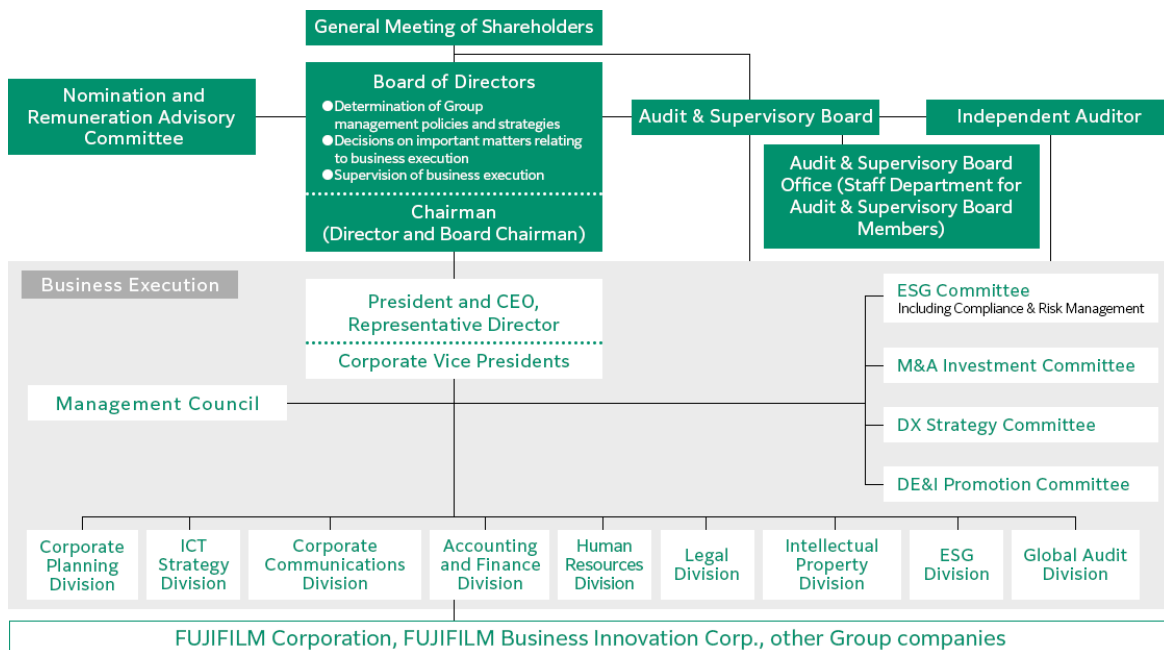 General Meeting of Shareholders
Board of Directors
●Determination of Group
management policies and strategies
●Decisions on important matters relating
to business execution
●Supervision of business execution
Chairman
(Director and Board Chairman)
Nomination and
Remuneration Advisory
Committee
Audit & Supervisory Board
Independent Auditor
Audit & Supervisory Board
Office (Staff Department for
Audit & Supervisory Board
Members)
Business Execution
President and CEO,
Representative Director
Corporate Vice Presidents
Management Council
ESG Committee
Including Compliance & Risk Management
M&A Investment Committee
DX Strategy Committee
DE&I Promotion Committee
Corporate
Planning
Division
ICT
Strategy
Division
Corporate
Communications
Division
Accounting
and Finance
Division
Human
Resources
Division
Legal
Division
Intellectual
Property
Division
ESG
Division
Global Audit
Division
FUJIFILM Corporation, FUJIFILM Business Innovation Corp., other Group companies